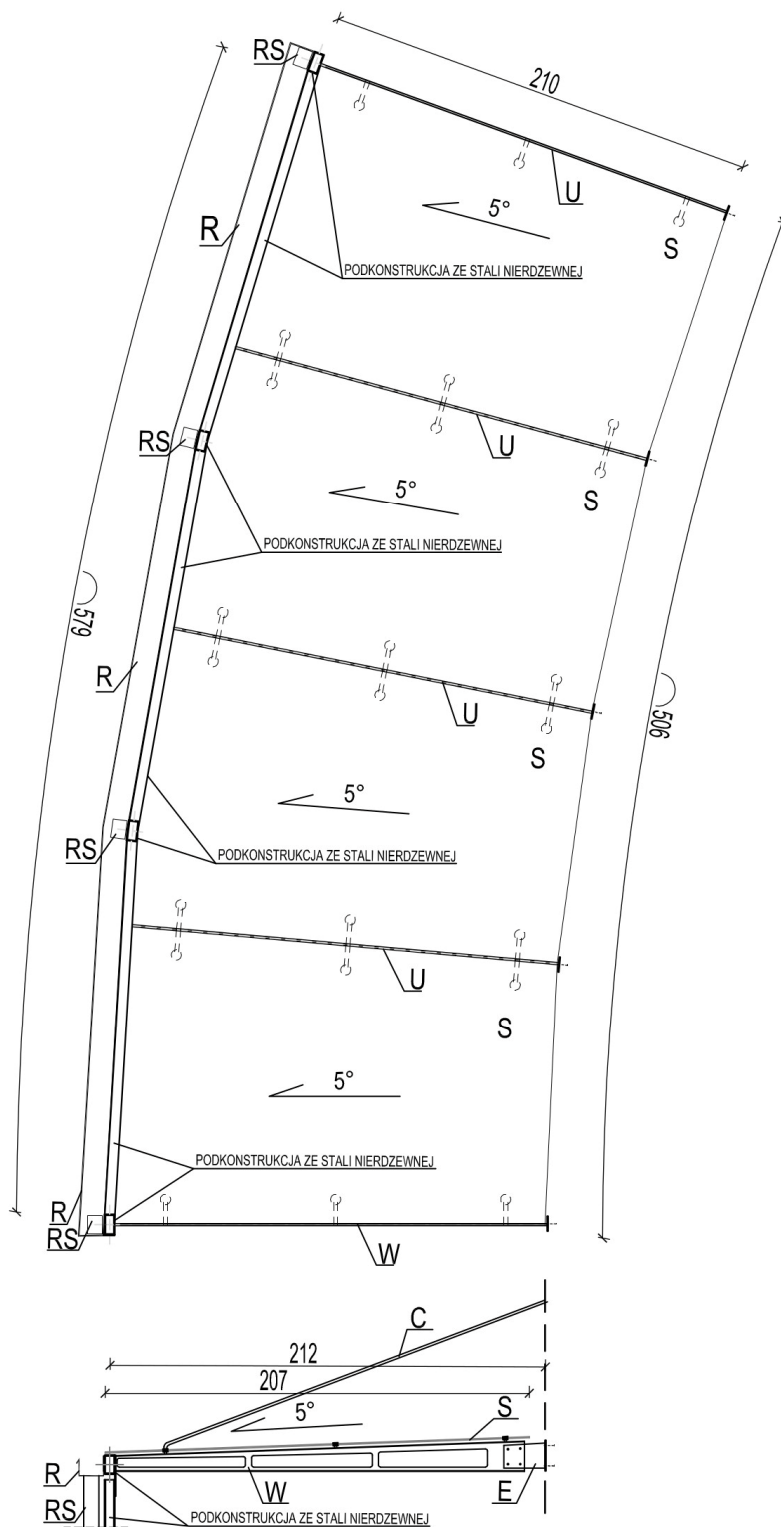 RS
210
U
5°
S
R
PODKONSTRUKCJA ZE STALI NIERDZEWNEJ
RS
U
5°
S
PODKONSTRUKCJA ZE STALI NIERDZEWNEJ
579
R
U
506
S
5°
RS
PODKONSTRUKCJA ZE STALI NIERDZEWNEJ
U
S
5°
PODKONSTRUKCJA ZE STALI NIERDZEWNEJ
R
RS
W
C
212
207
5°
S
R
W
E
RS
PODKONSTRUKCJA ZE STALI NIERDZEWNEJ